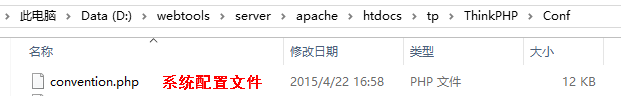 此电脑 > Data (D:) > webtools > server > apache > htdocs > tp > ThinkPHP > Conf
名称 修改日期 类型 大小
convention.php 系统配置文件 2015/4/22 16:58 PHP 文件 12 KB